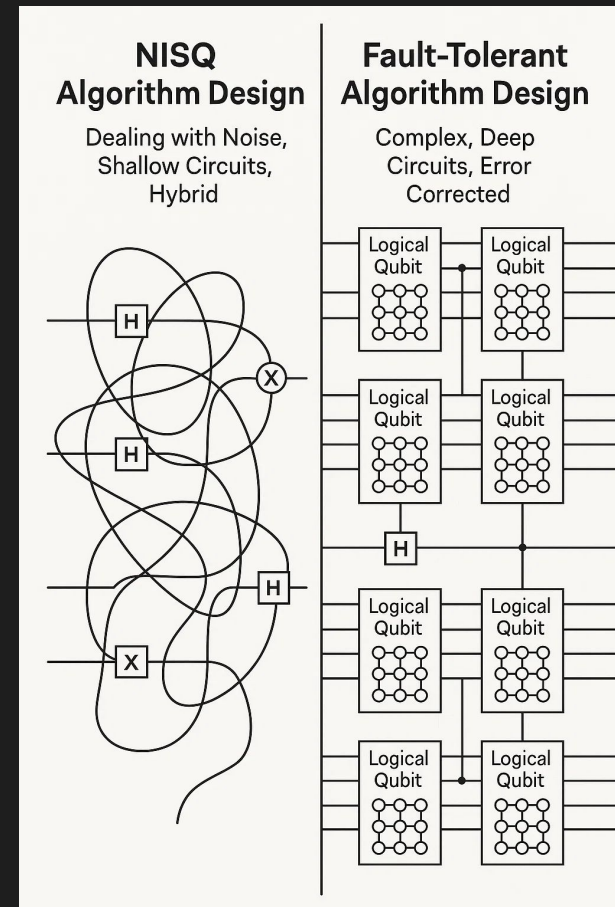 NISQ
Algorithm Design
Dealing with Noise,
Shallow Circuits,
Hybrid
H
X
H
H
X
Fault-Tolerant
Algorithm Design
Complex, Deep
Circuits, Error
Corrected
Logical
Qubit
Logical
Qubit
Logical
Qubit
Logical
Qubit
H
Logical
Qubit
Logical
Qubit
Logical
Qubit
Logical
Qubit